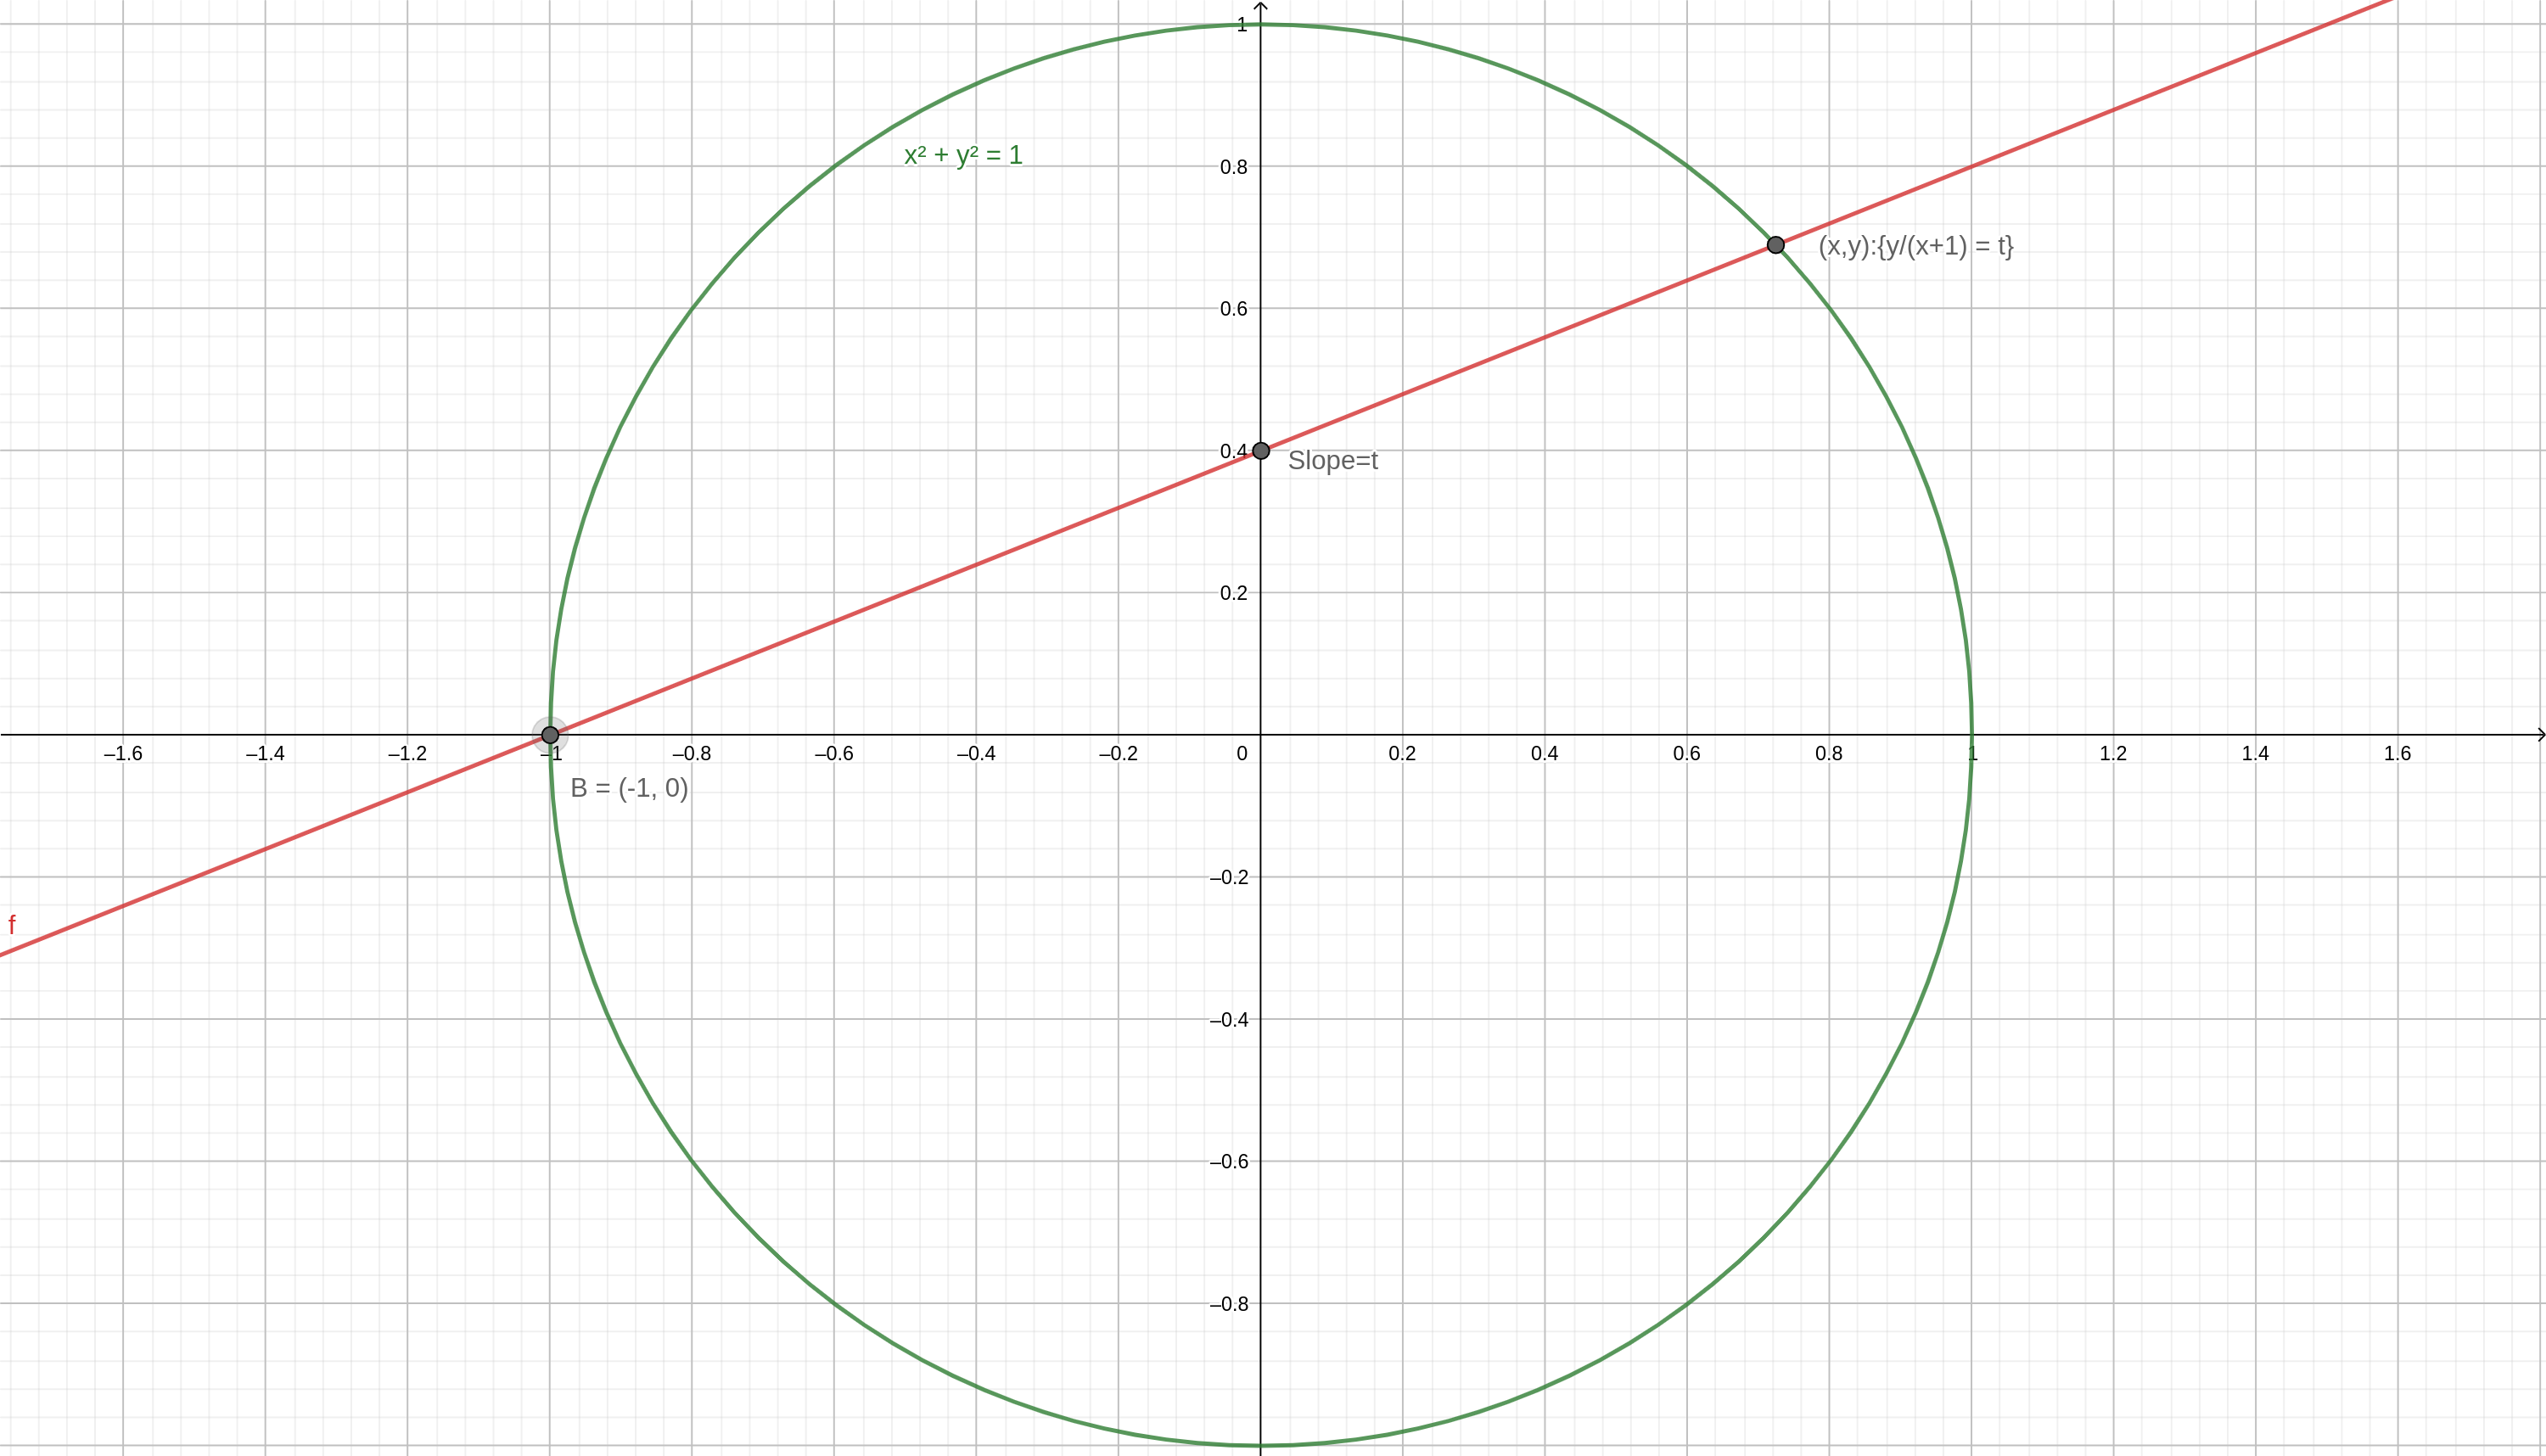 1
x² + y² = 1
0.8
(x,y):{y/(x+1) = t}
0.6
0.4
Slope=t
0.2
–1.6 –1.4 –1.2 –1 –0.8 –0.6 –0.4 –0.2 0 0.2 0.4 0.6 0.8 1 1.2 1.4 1.6
B = (-1, 0)
–0.2
f
–0.4
–0.6
–0.8